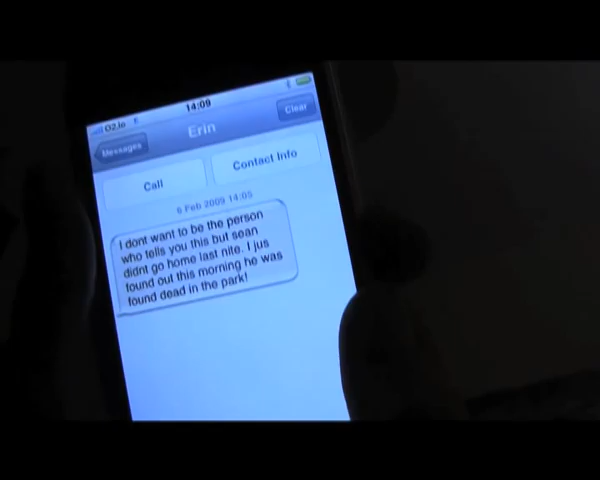 O2.ie 14:09
Messages Erin Clear
Call Contact Info
6 Feb 2009 14:05
I dont want to be the person
who tells you this but sean
didnt go home last nite. I jus
found out this morning he was
found dead in the park!